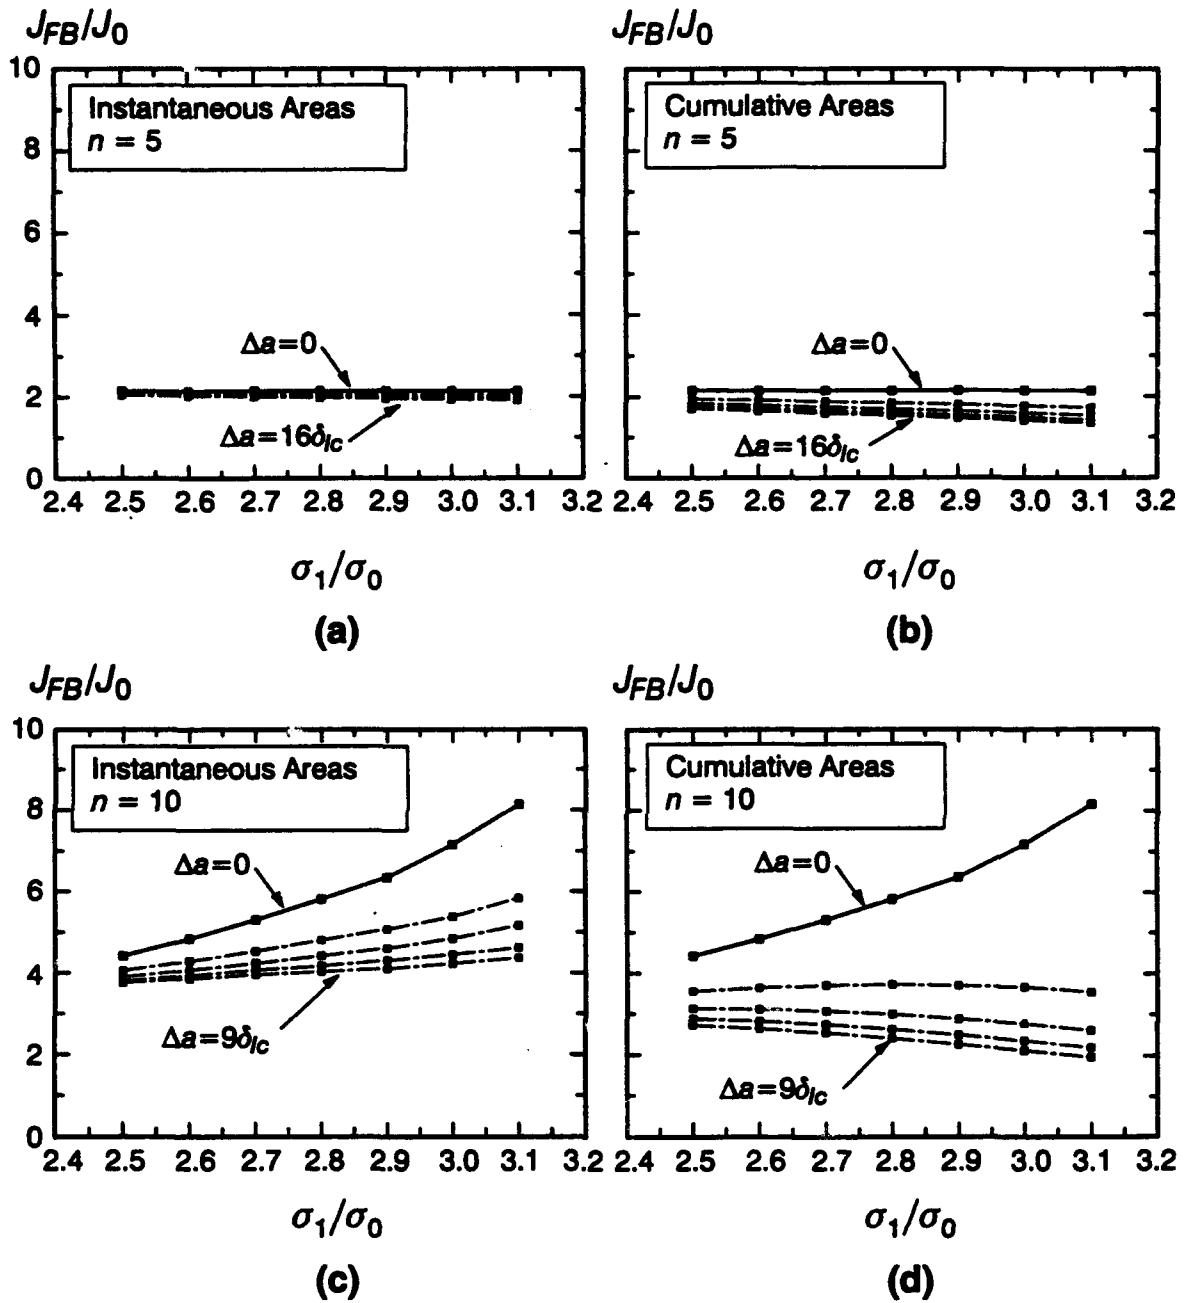 J_FB/J_0
10
8
6
4
2
0
Instantaneous Areas
n = 5
Δa=0
Δa=16δ_Ic
2.4 2.5 2.6 2.7 2.8 2.9 3.0 3.1 3.2
σ_1/σ_0
(a)
J_FB/J_0
Cumulative Areas
n = 5
Δa=0
Δa=16δ_Ic
2.4 2.5 2.6 2.7 2.8 2.9 3.0 3.1 3.2
σ_1/σ_0
(b)
J_FB/J_0
10
8
6
4
2
0
Instantaneous Areas
n = 10
Δa=0
Δa=9δ_Ic
2.4 2.5 2.6 2.7 2.8 2.9 3.0 3.1 3.2
σ_1/σ_0
(c)
J_FB/J_0
Cumulative Areas
n = 10
Δa=0
Δa=9δ_Ic
2.4 2.5 2.6 2.7 2.8 2.9 3.0 3.1 3.2
σ_1/σ_0
(d)